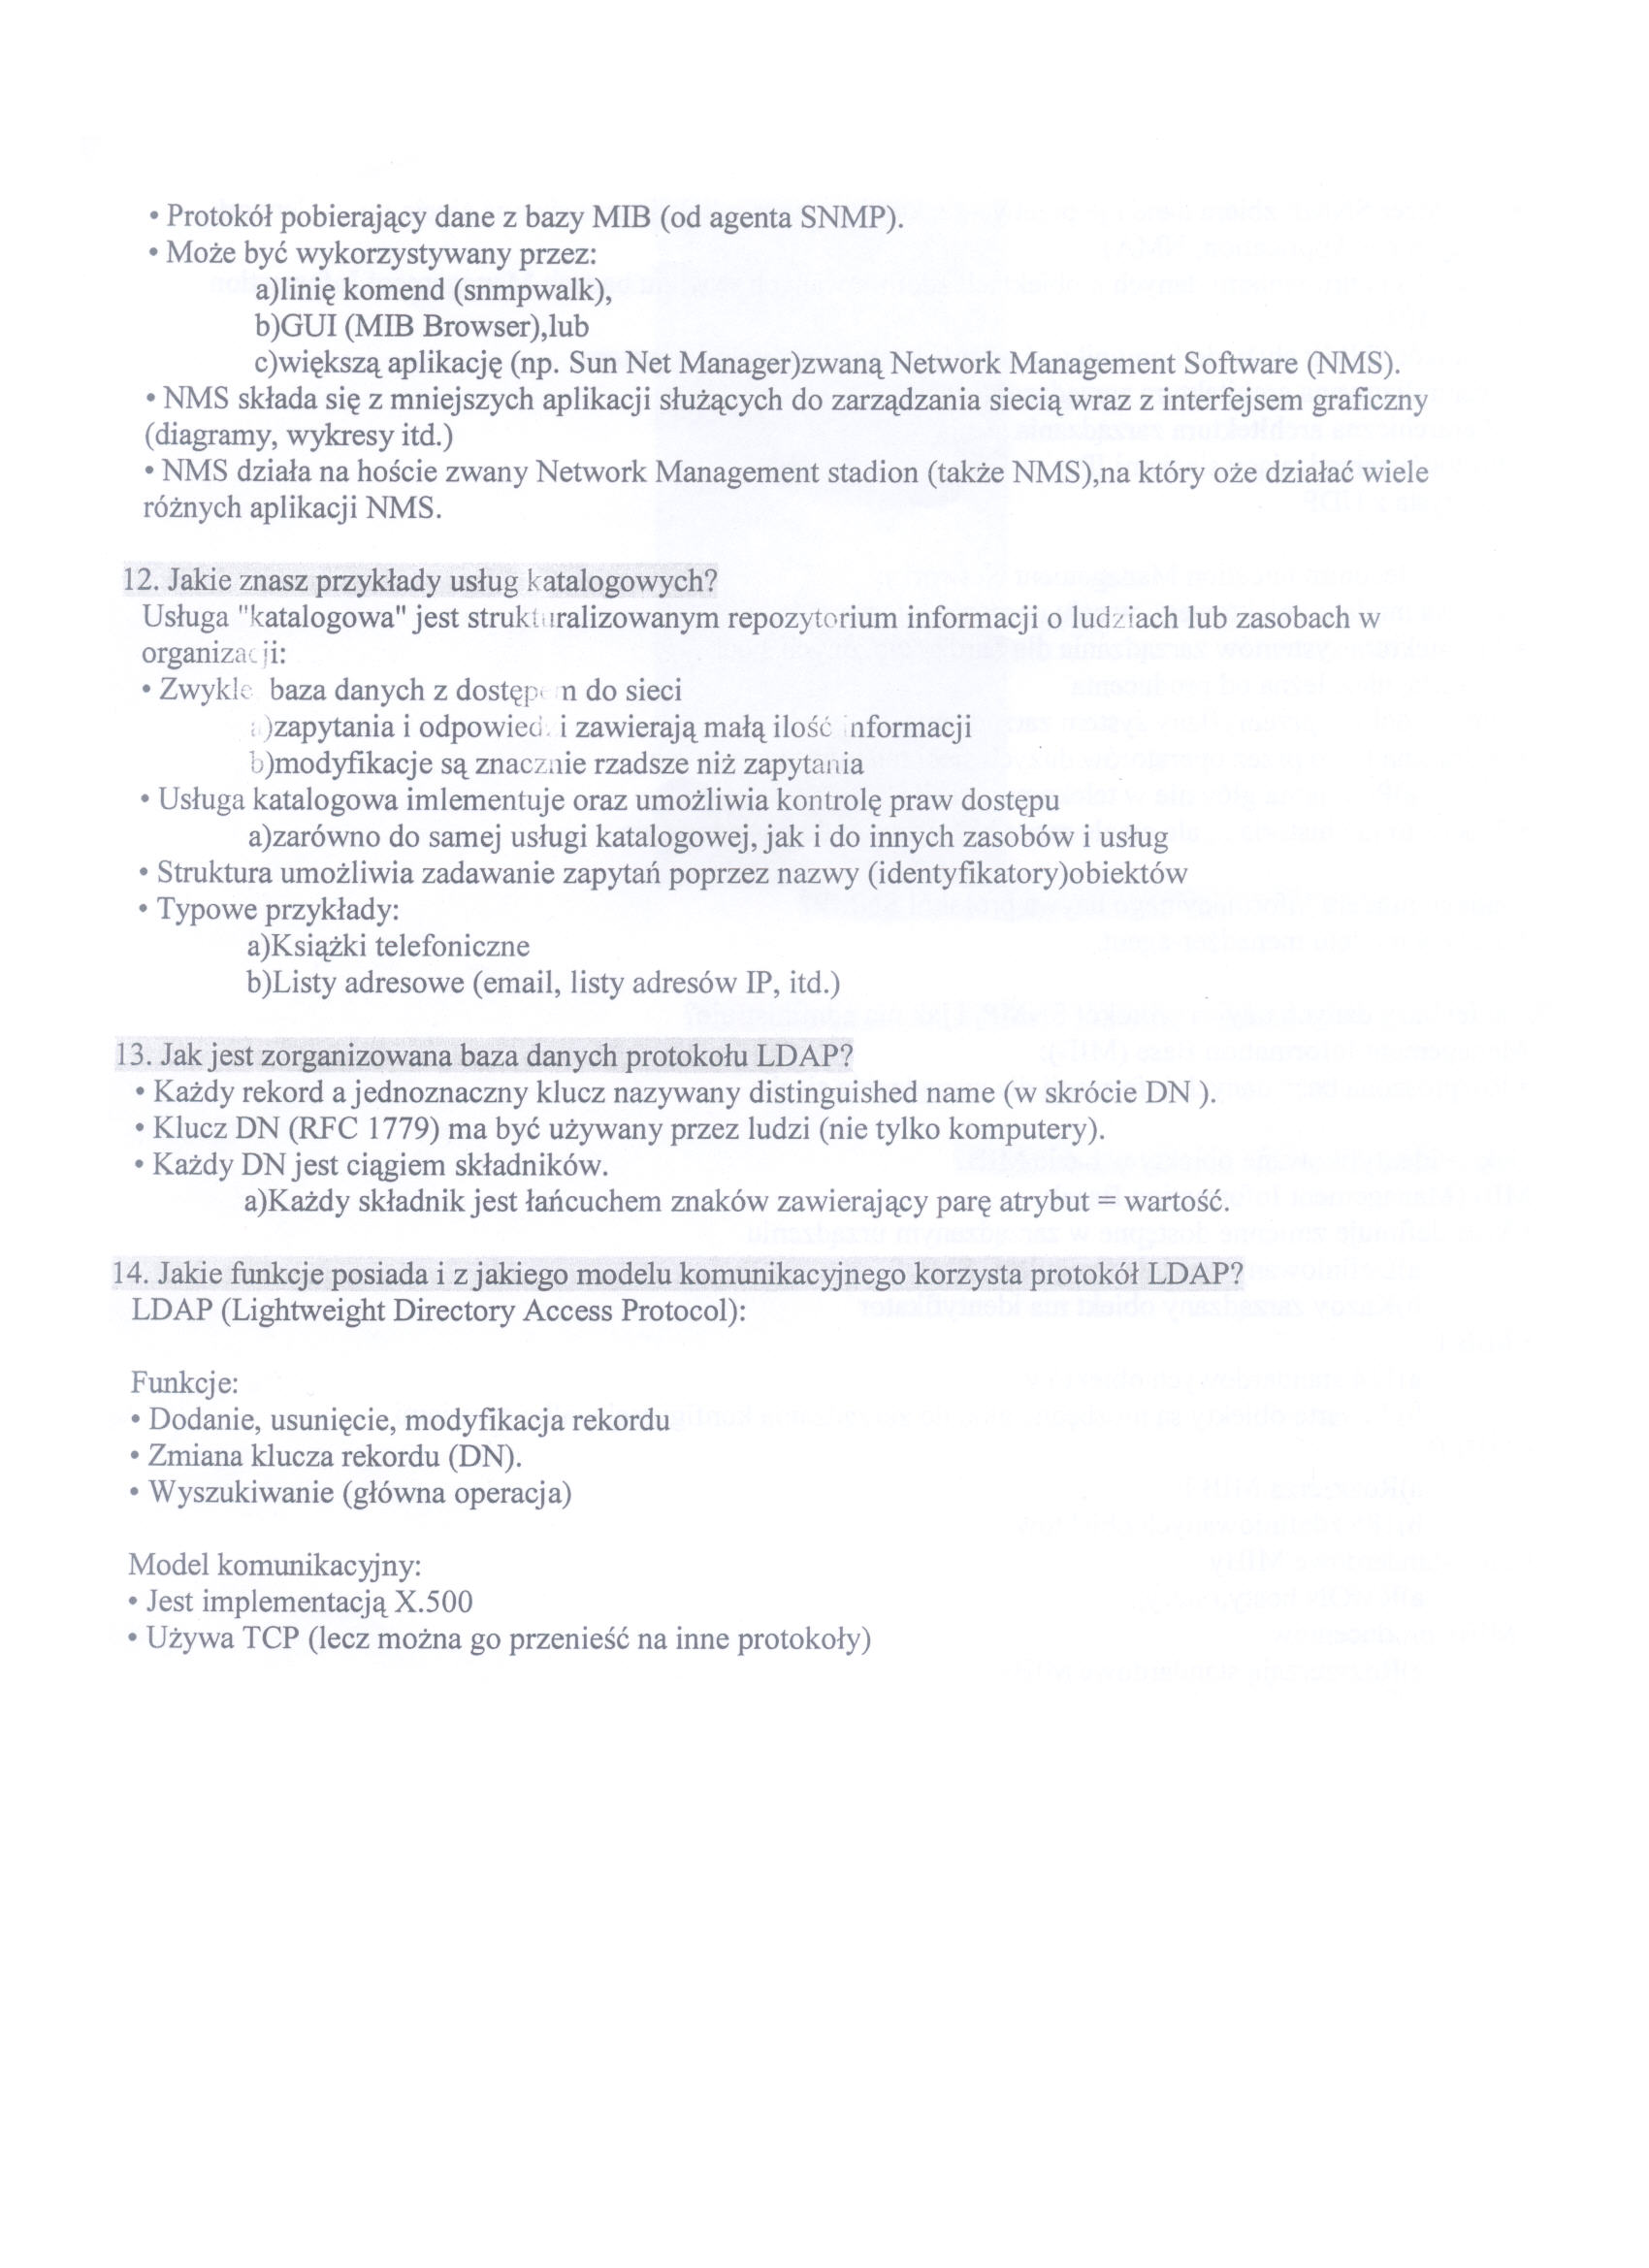 • Protokół pobierający dane z bazy MIB (od agenta SNMP).
• Może być wykorzystywany przez:
a)linię komend (snmpwalk),
b)GUI (MIB Browser),lub
c)większą aplikację (np. Sun Net Manager)zwaną Network Management Software (NMS).
• NMS składa się z mniejszych aplikacji służących do zarządzania siecią wraz z interfejsem graficzny
(diagramy, wykresy itd.)
• NMS działa na hoście zwany Network Management stadion (także NMS),na który oże działać wiele
różnych aplikacji NMS.
12. Jakie znasz przykłady usług katalogowych?
Usługa "katalogowa" jest strukturalizowanym repozytorium informacji o ludziach lub zasobach w
organizacji:
• Zwykle baza danych z dostępem do sieci
a)zapytania i odpowiedzi zawierają małą ilość informacji
b)modyfikacje są znacznie rzadsze niż zapytania
• Usługa katalogowa imlementuje oraz umożliwia kontrolę praw dostępu
a)zarówno do samej usługi katalogowej, jak i do innych zasobów i usług
• Struktura umożliwia zadawanie zapytań poprzez nazwy (identyfikatory)obiektów
• Typowe przykłady:
a)Książki telefoniczne
b)Listy adresowe (email, listy adresów IP, itd.)
13. Jak jest zorganizowana baza danych protokołu LDAP?
• Każdy rekord a jednoznaczny klucz nazywany distinguished name (w skrócie DN ).
• Klucz DN (RFC 1779) ma być używany przez ludzi (nie tylko komputery).
• Każdy DN jest ciągiem składników.
a)Każdy składnik jest łańcuchem znaków zawierający parę atrybut = wartość.
14. Jakie funkcje posiada i z jakiego modelu komunikacyjnego korzysta protokół LDAP?
LDAP (Lightweight Directory Access Protocol):
Funkcje:
• Dodanie, usunięcie, modyfikacja rekordu
• Zmiana klucza rekordu (DN).
• Wyszukiwanie (główna operacja)
Model komunikacyjny:
• Jest implementacją X.500
• Używa TCP (lecz można go przenieść na inne protokoły)